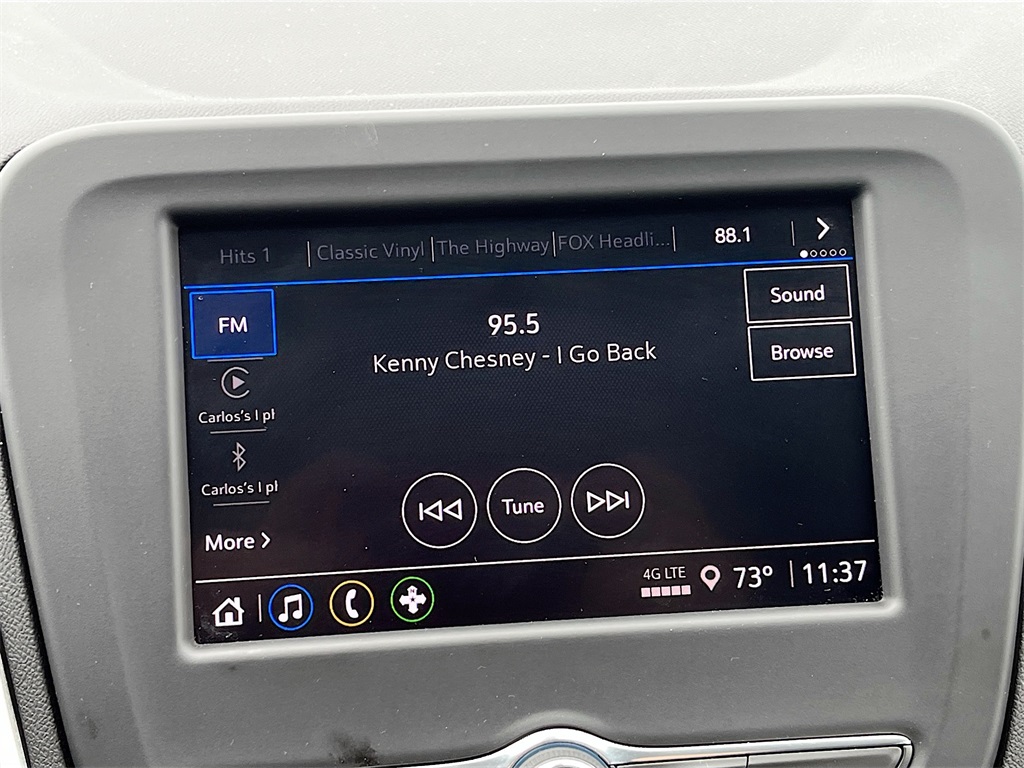 Hits 1 Classic Vinyl The Highway FOX Headli... 88.1
FM
95.5
Kenny Chesney - I Go Back
Sound
Browse
Carlos's I pl
Carlos's I pl
More
Tune
4G LTE 73° 11:37